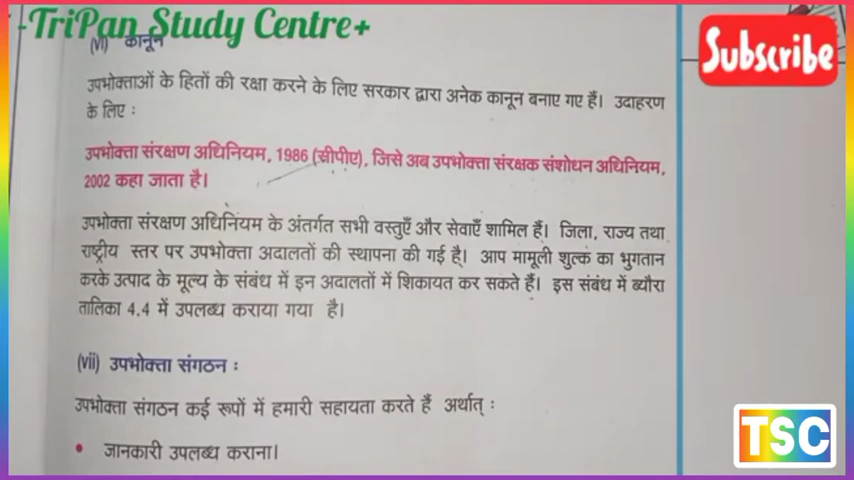 -TriPan Study Centre+
Subscribe
(vi) कानून
उपभोक्ताओं के हितों की रक्षा करने के लिए सरकार द्वारा अनेक कानून बनाए गए हैं। उदाहरण
के लिए :
उपभोक्ता संरक्षण अधिनियम, 1986 (सीपीए), जिसे अब उपभोक्ता संरक्षक संशोधन अधिनियम,
2002 कहा जाता है।
उपभोक्ता संरक्षण अधिनियम के अंतर्गत सभी वस्तुएँ और सेवाएँ शामिल हैं। जिला, राज्य तथा
राष्ट्रीय स्तर पर उपभोक्ता अदालतों की स्थापना की गई है। आप मामूली शुल्क का भुगतान
करके उत्पाद के मूल्य के संबंध में इन अदालतों में शिकायत कर सकते हैं। इस संबंध में ब्यौरा
तालिका 4.4 में उपलब्ध कराया गया है।
(vii) उपभोक्ता संगठन :
उपभोक्ता संगठन कई रूपों में हमारी सहायता करते हैं अर्थात् :
• जानकारी उपलब्ध कराना।
TSC